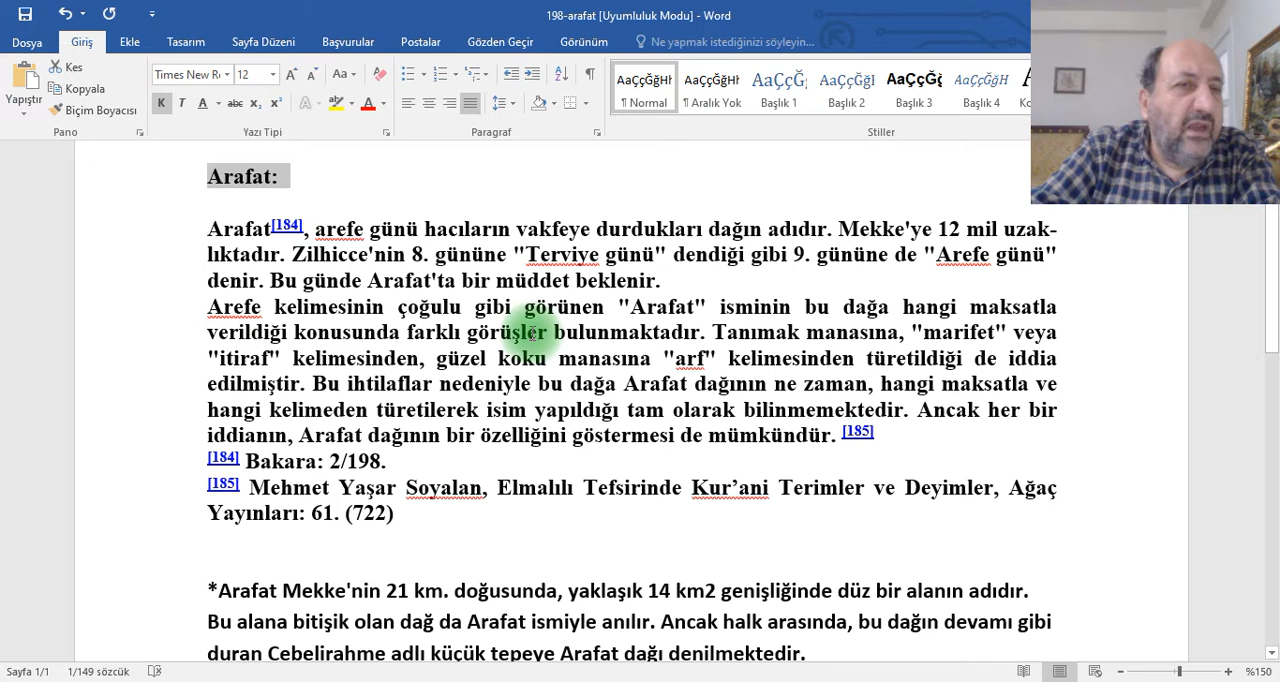 198-arafat [Uyumluluk Modu] - Word
Dosya Giriş Ekle Tasarım Sayfa Düzeni Başvurular Postalar Gözden Geçir Görünüm Ne yapmak istediğinizi söyleyin...
Yapıştır
Kes
Kopyala
Biçim Boyacısı
Times New Ro 12
Aa
K T A abc x₂ x²
AaÇçĞğHł AaÇçĞğHł AaÇçĞ AaÇçĞğI AaÇçĞğ AaÇçĞğH
¶ Normal ¶ Aralık Yok Başlık 1 Başlık 2 Başlık 3 Başlık 4
Pano Yazı Tipi Paragraf Stiller
Arafat:
Arafat[184], arefe günü hacıların vakfeye durdukları dağın adıdır. Mekke'ye 12 mil uzak-
lıktadır. Zilhicce'nin 8. gününe "Terviye günü" dendiği gibi 9. gününe de "Arefe günü"
denir. Bu günde Arafat'ta bir müddet beklenir.
Arefe kelimesinin çoğulu gibi görünen "Arafat" isminin bu dağa hangi maksatla
verildiği konusunda farklı görüşler bulunmaktadır. Tanımak manasına, "marifet" veya
"itiraf" kelimesinden, güzel koku manasına "arf" kelimesinden türetildiği de iddia
edilmiştir. Bu ihtilaflar nedeniyle bu dağa Arafat dağının ne zaman, hangi maksatla ve
hangi kelimeden türetilerek isim yapıldığı tam olarak bilinmemektedir. Ancak her bir
iddianın, Arafat dağının bir özelliğini göstermesi de mümkündür. [185]
[184] Bakara: 2/198.
[185] Mehmet Yaşar Soyalan, Elmalılı Tefsirinde Kur’ani Terimler ve Deyimler, Ağaç
Yayınları: 61. (722)
*Arafat Mekke'nin 21 km. doğusunda, yaklaşık 14 km2 genişliğinde düz bir alanın adıdır.
Bu alana bitişik olan dağ da Arafat ismiyle anılır. Ancak halk arasında, bu dağın devamı gibi
duran Cebelirahme adlı küçük tepeye Arafat dağı denilmektedir.
Sayfa 1/1 1/149 sözcük %150